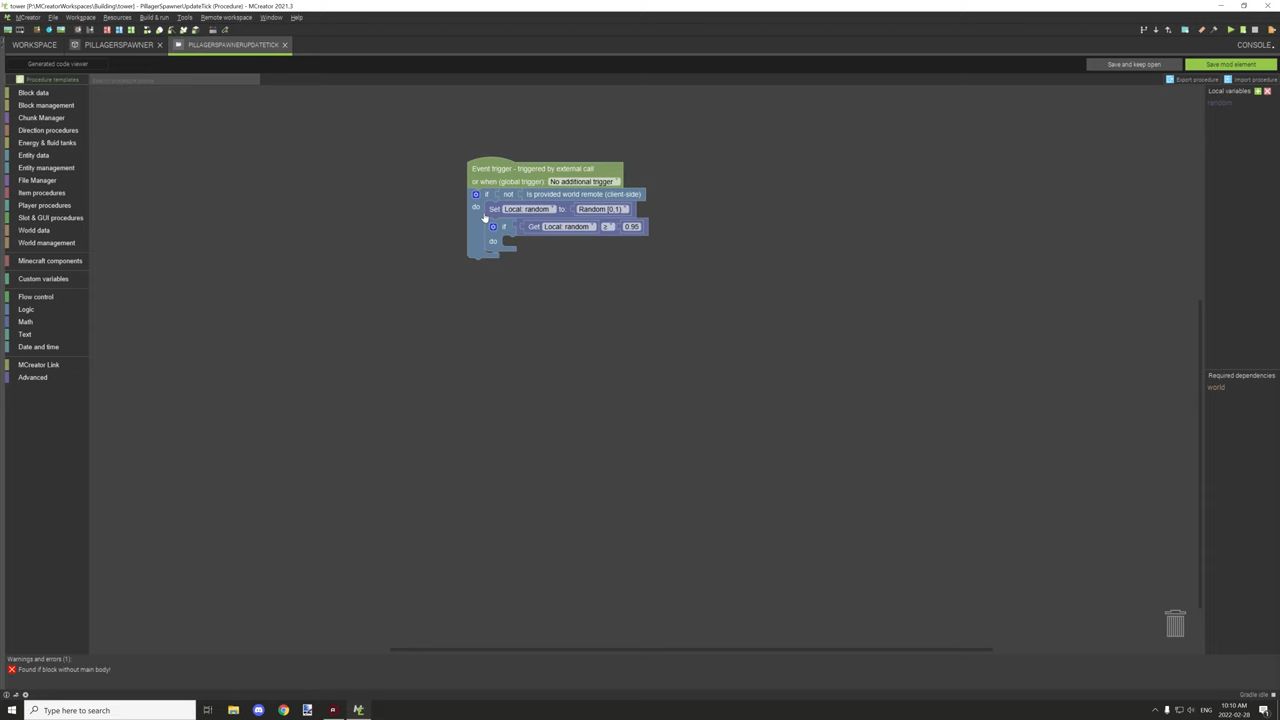 tower [P:\MCreatorWorkspaces\Building\tower] - PillagerSpawnerUpdateTick (Procedure) - MCreator 2021.3
MCreator File Workspace Resources Build & run Tools Remote workspace Window Help
WORKSPACE PILLAGERSPAWNER PILLAGERSPAWNERUPDATETICK CONSOLE
Generated code viewer Save and keep open Save mod element
Procedure templates Export procedure Import procedure
Block data
Block management
Chunk Manager
Direction procedures
Energy & fluid tanks
Entity data
Entity management
File Manager
Item procedures
Player procedures
Slot & GUI procedures
World data
World management
Minecraft components
Custom variables
Flow control
Logic
Math
Text
Date and time
MCreator Link
Advanced
Event trigger - triggered by external call
or when (global trigger): No additional trigger
if not Is provided world remote (client-side)
do Set Local: random to: Random [0,1)
if Get Local: random ≥ 0.95
do
Local variables
random
Required dependencies
world
Warnings and errors (1):
Found if block without main body!
Gradle idle
Type here to search
ENG
10:10 AM
2022-02-28